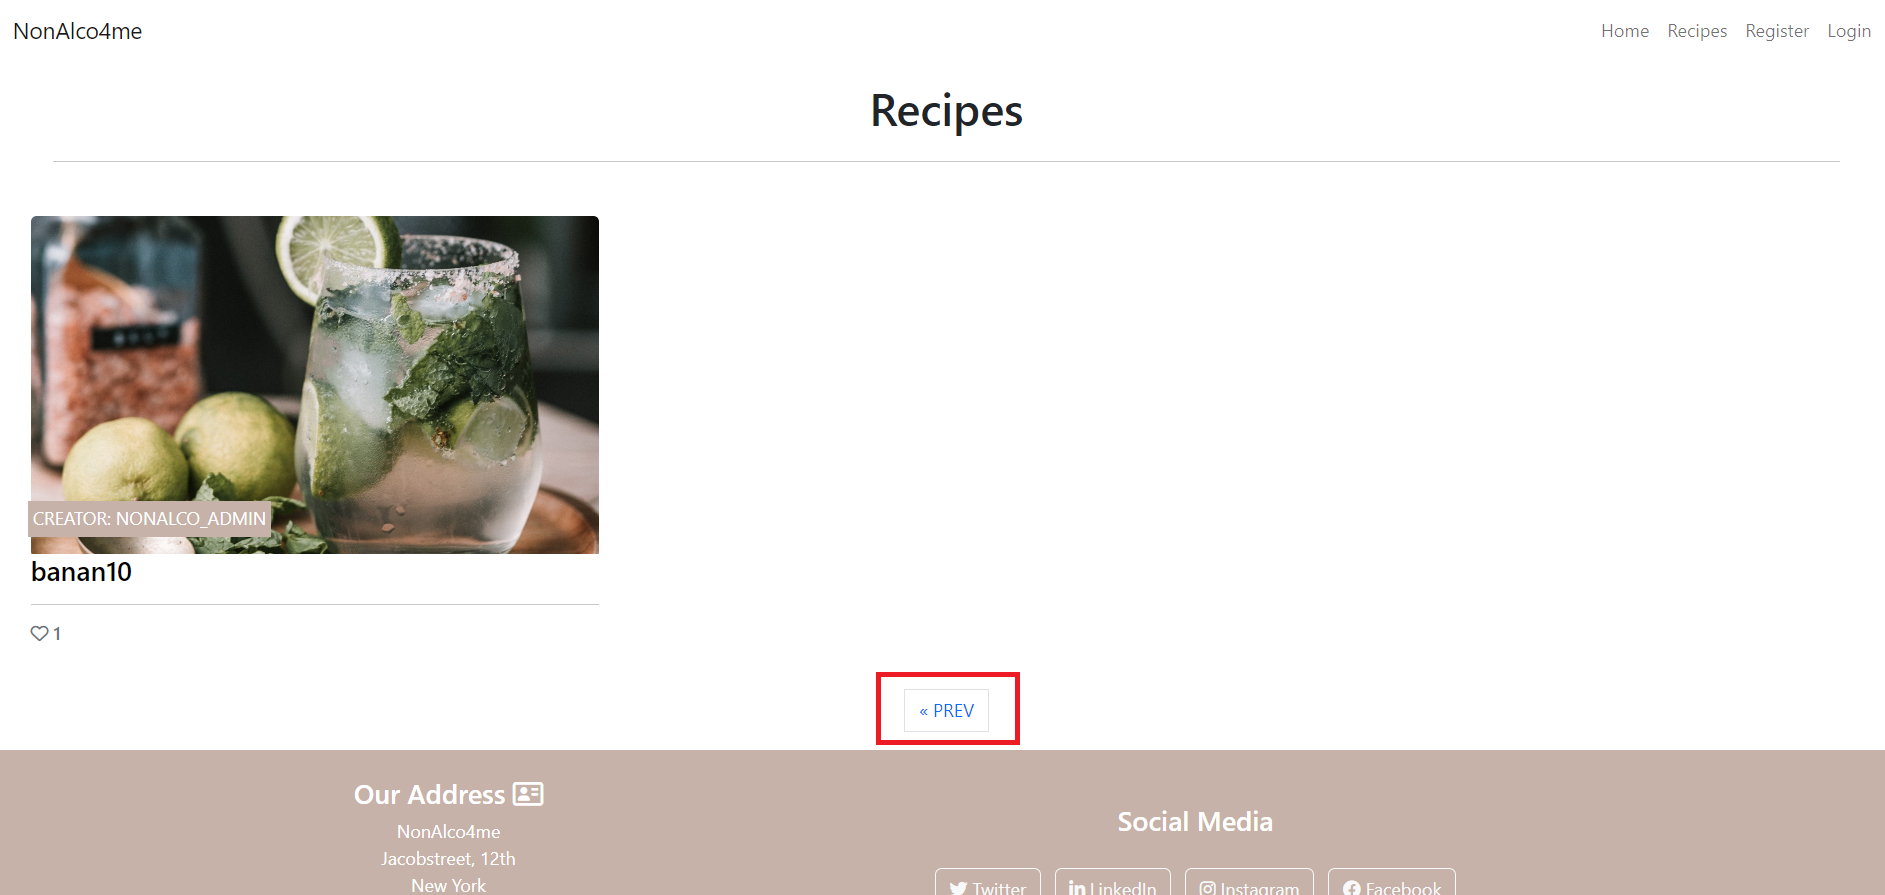 NonAlco4me
Home Recipes Register Login
Recipes
CREATOR: NONALCO_ADMIN
banan10
1
« PREV
Our Address
NonAlco4me
Jacobstreet, 12th
New York
Social Media
Twitter
LinkedIn
Instagram
Facebook